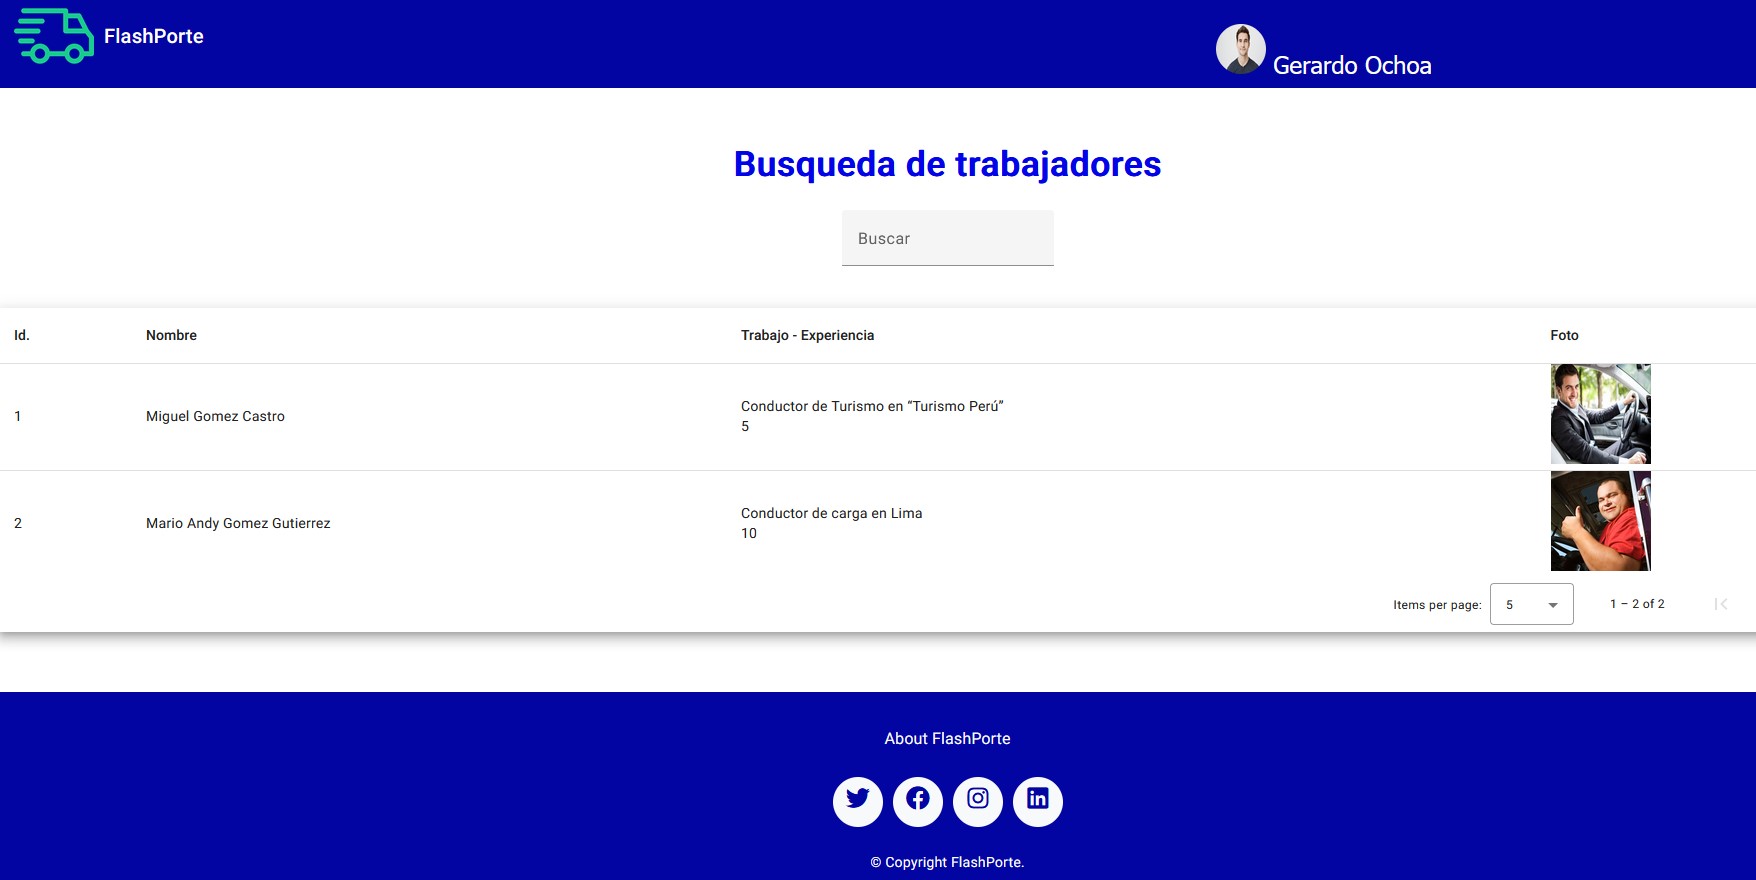 FlashPorte
Gerardo Ochoa
Busqueda de trabajadores
Buscar
Id. Nombre Trabajo - Experiencia Foto
1 Miguel Gomez Castro Conductor de Turismo en “Turismo Perú”
5
2 Mario Andy Gomez Gutierrez Conductor de carga en Lima
10
Items per page: 5 1 – 2 of 2
About FlashPorte
© Copyright FlashPorte.